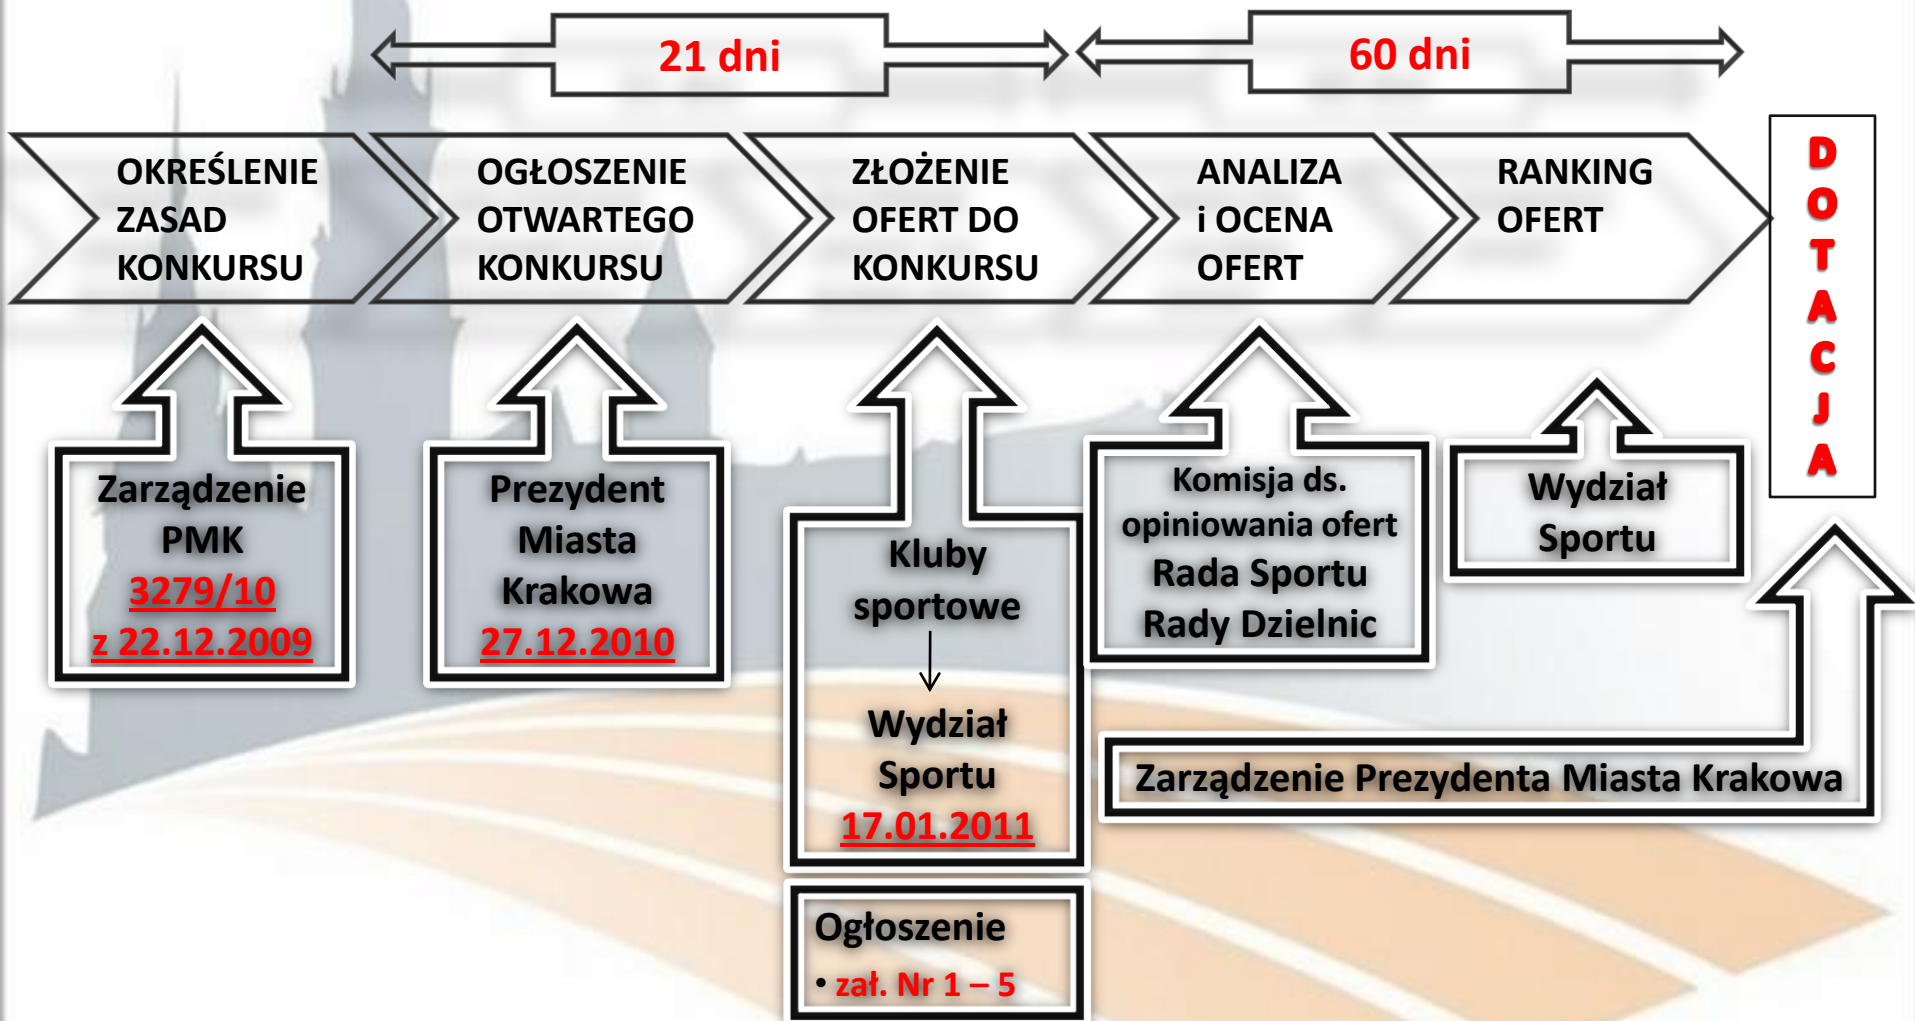 21 dni
60 dni
OKREŚLENIE
ZASAD
KONKURSU
OGŁOSZENIE
OTWARTEGO
KONKURSU
ZŁOŻENIE
OFERT DO
KONKURSU
ANALIZA
i OCENA
OFERT
RANKING
OFERT
D
O
T
A
C
J
A
Zarządzenie
PMK
3279/10
z 22.12.2009
Prezydent
Miasta
Krakowa
27.12.2010
Kluby
sportowe
Wydział
Sportu
17.01.2011
Komisja ds.
opiniowania ofert
Rada Sportu
Rady Dzielnic
Wydział
Sportu
Zarządzenie Prezydenta Miasta Krakowa
Ogłoszenie
• zał. Nr 1 – 5